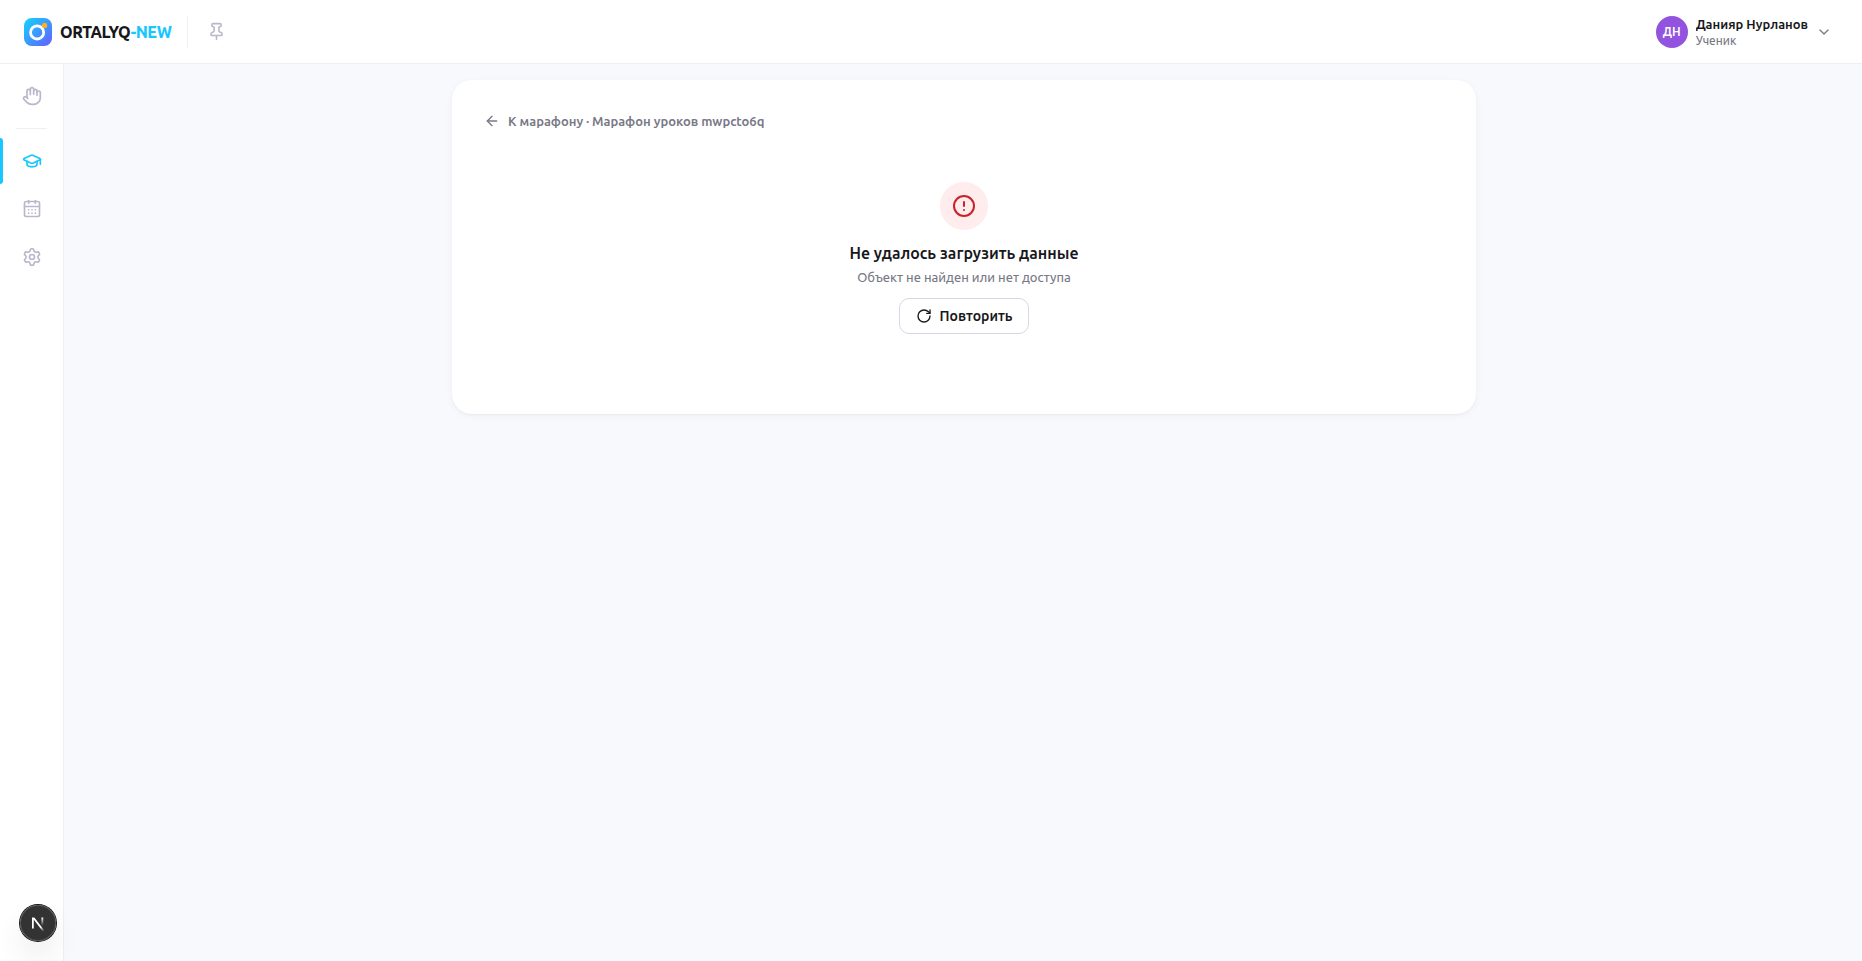 ORTALYQ-NEW
ДН
Данияр Нурланов
Ученик
К марафону · Марафон уроков mwpcto6q
Не удалось загрузить данные
Объект не найден или нет доступа
Повторить
N